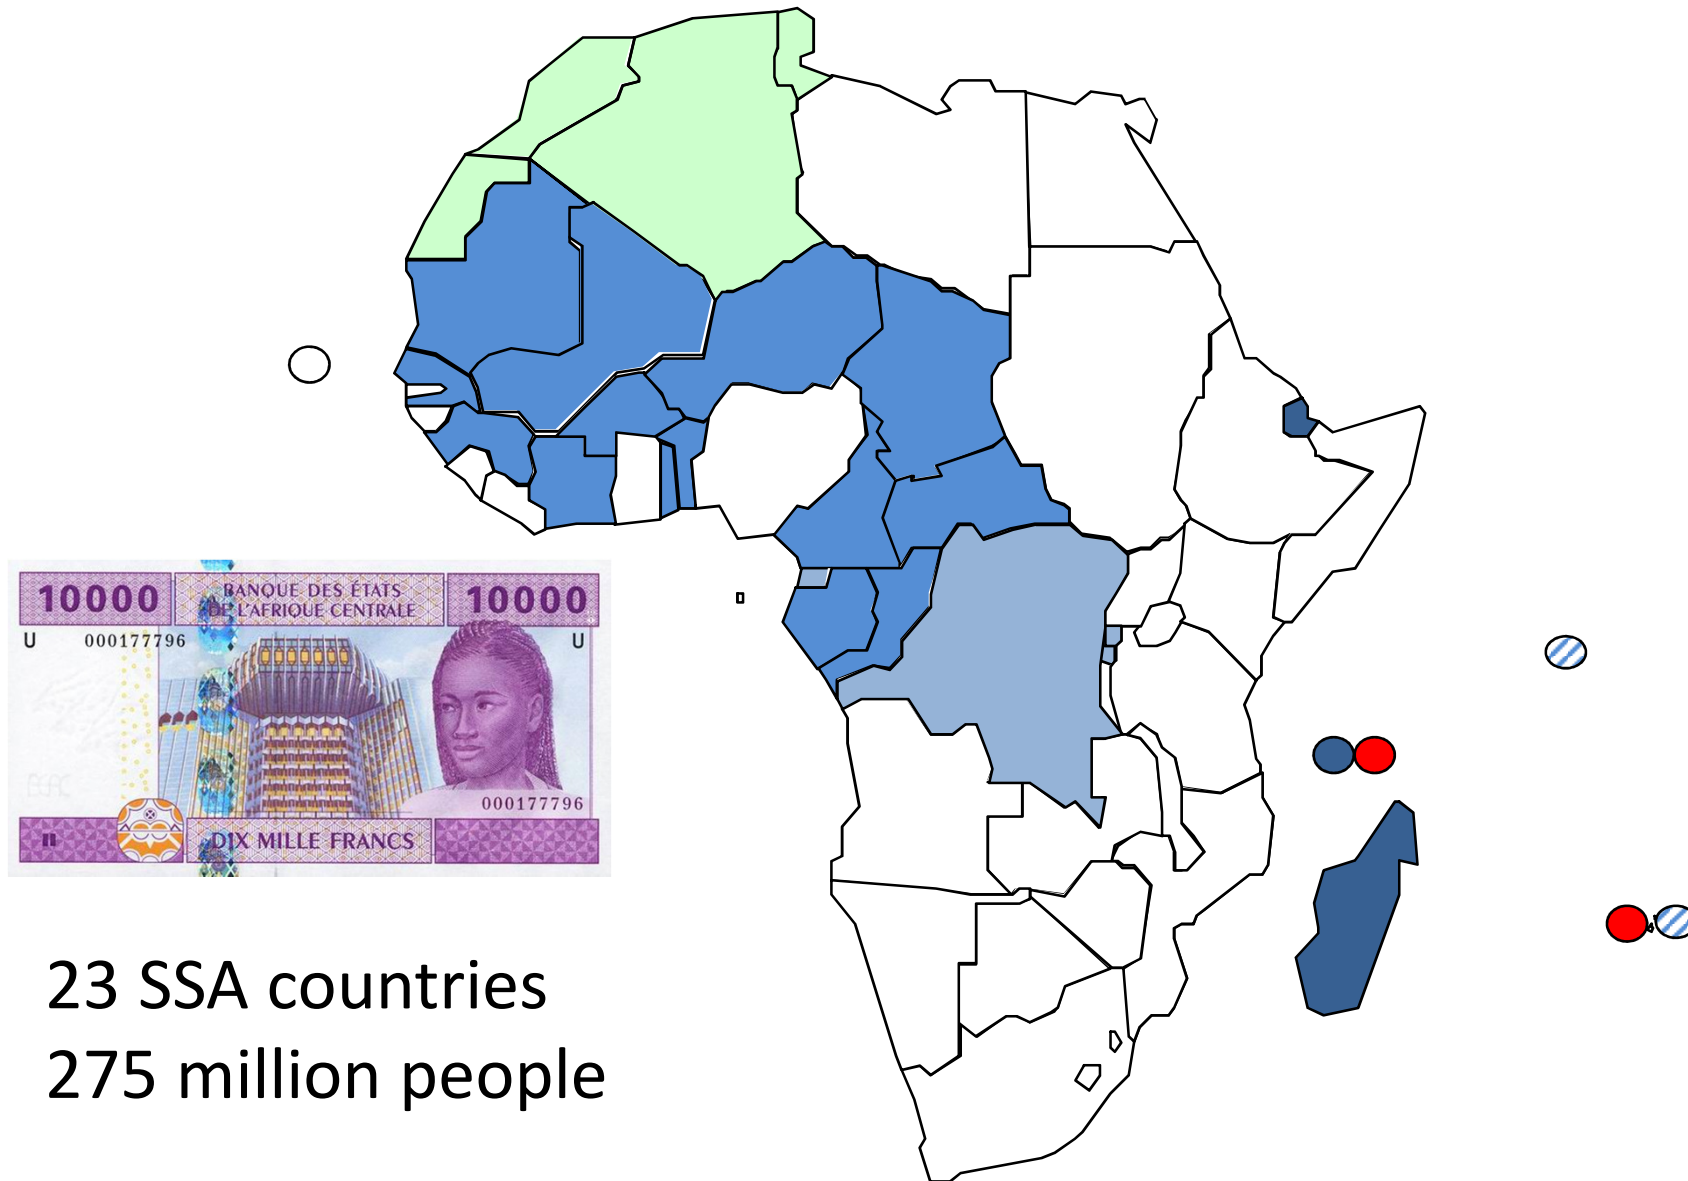 10000
BANQUE DES ÉTATS
DE L'AFRIQUE CENTRALE
10000
U 000177796
U
000177796
DIX MILLE FRANCS
23 SSA countries
275 million people